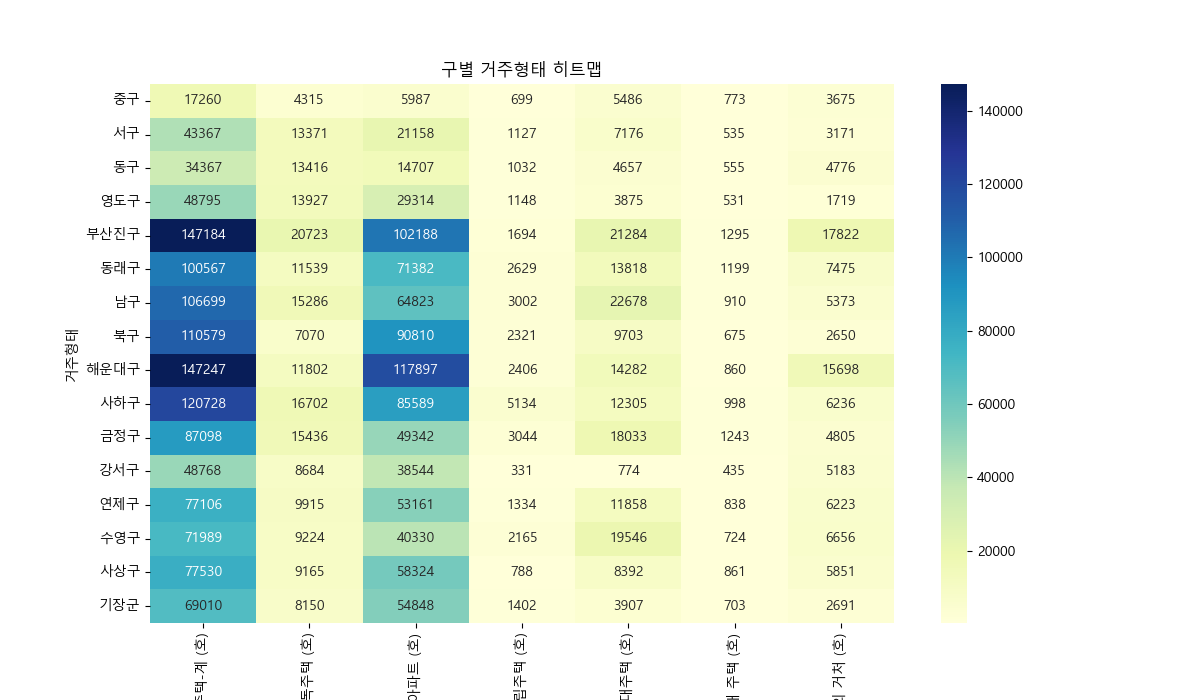 구별 거주형태 히트맵
거주형태
중구 17260 4315 5987 699 5486 773 3675
서구 43367 13371 21158 1127 7176 535 3171
동구 34367 13416 14707 1032 4657 555 4776
영도구 48795 13927 29314 1148 3875 531 1719
부산진구 147184 20723 102188 1694 21284 1295 17822
동래구 100567 11539 71382 2629 13818 1199 7475
남구 106699 15286 64823 3002 22678 910 5373
북구 110579 7070 90810 2321 9703 675 2650
해운대구 147247 11802 117897 2406 14282 860 15698
사하구 120728 16702 85589 5134 12305 998 6236
금정구 87098 15436 49342 3044 18033 1243 4805
강서구 48768 8684 38544 331 774 435 5183
연제구 77106 9915 53161 1334 11858 838 6223
수영구 71989 9224 40330 2165 19546 724 6656
사상구 77530 9165 58324 788 8392 861 5851
기장군 69010 8150 54848 1402 3907 703 2691
택-계 (호)
주택 (호)
아파트 (호)
립주택 (호)
대주택 (호)
주택 (호)
거처 (호)
140000
120000
100000
80000
60000
40000
20000